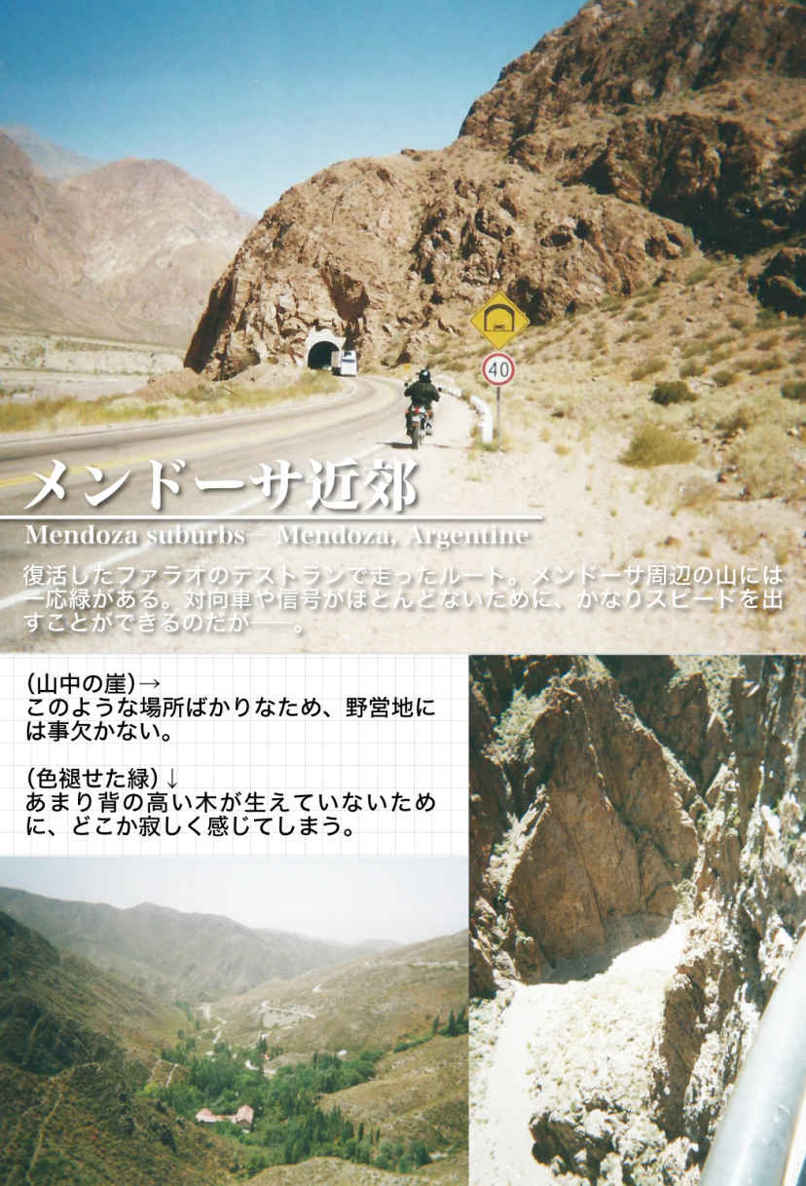 40
メンドーサ近郊
Mendoza suburbs― Mendoza, Argentine
復活したファラオのデストランで走ったルート。メンドーサ周辺の山には
一応緑がある。対向車や信号がほとんどないために、かなりスピードを出
すことができるのだが――。
(山中の崖)→
このような場所ばかりなため、野営地に
は事欠かない。
(色褪せた緑)↓
あまり背の高い木が生えていないため
に、どこか寂しく感じてしまう。